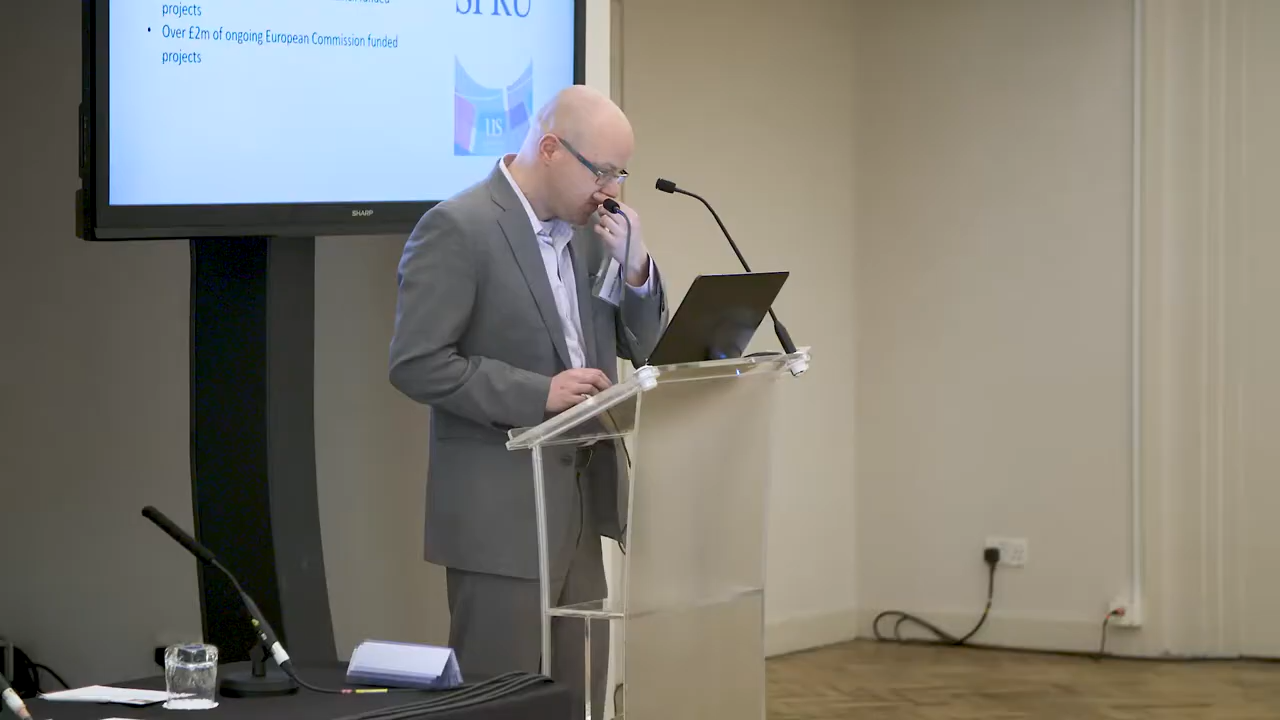 projects
• Over £2m of ongoing European Commission funded
projects
SPRU
US
SHARP